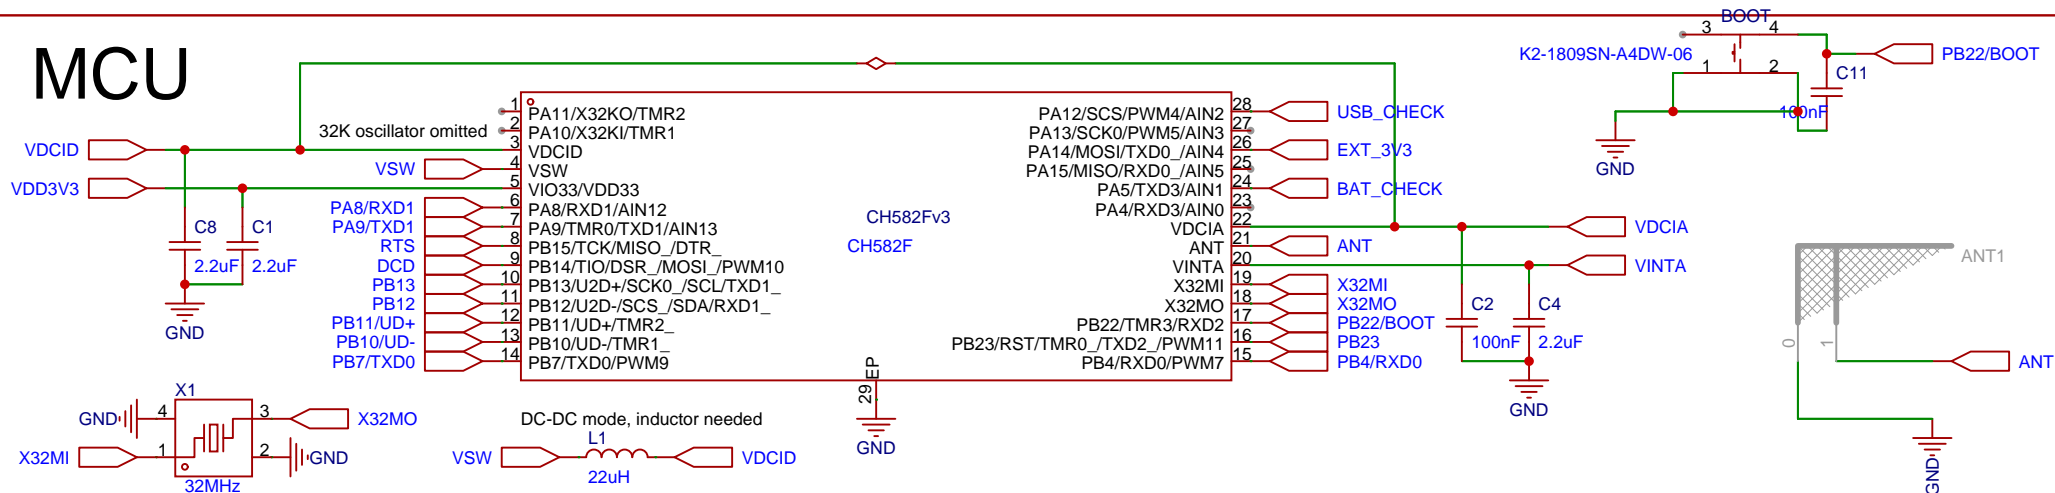 MCU
BOOT
3
4
K2-1809SN-A4DW-06
1
2
PB22/BOOT
C11
100nF
GND
32K oscillator omitted
VDCID
VSW
VDD3V3
PA8/RXD1
PA9/TXD1
RTS
DCD
PB13
PB12
PB11/UD+
PB10/UD-
PB7/TXD0
C8
2.2uF
C1
2.2uF
GND
1
2
3
4
5
6
7
8
9
10
11
12
13
14
PA11/X32KO/TMR2
PA10/X32KI/TMR1
VDCID
VSW
VIO33/VDD33
PA8/RXD1/AIN12
PA9/TMR0/TXD1/AIN13
PB15/TCK/MISO_/DTR_
PB14/TIO/DSR_/MOSI_/PWM10
PB13/U2D+/SCK0_/SCL/TXD1_
PB12/U2D-/SCS_/SDA/RXD1_
PB11/UD+/TMR2_
PB10/UD-/TMR1_
PB7/TXD0/PWM9
CH582Fv3
CH582F
PA12/SCS/PWM4/AIN2
PA13/SCK0/PWM5/AIN3
PA14/MOSI/TXD0_/AIN4
PA15/MISO/RXD0_/AIN5
PA5/TXD3/AIN1
PA4/RXD3/AIN0
VDCIA
ANT
VINTA
X32MI
X32MO
PB22/TMR3/RXD2
PB23/RST/TMR0_/TXD2_/PWM11
PB4/RXD0/PWM7
28
27
26
25
24
23
22
21
20
19
18
17
16
15
USB_CHECK
EXT_3V3
BAT_CHECK
ANT
X32MI
X32MO
PB22/BOOT
PB23
PB4/RXD0
29
EP
GND
VDCIA
VINTA
C2
100nF
C4
2.2uF
GND
ANT1
0
1
ANT
GND
X1
GND
4
3
X32MO
X32MI
1
2
GND
32MHz
DC-DC mode, inductor needed
L1
VSW
VDCID
22uH